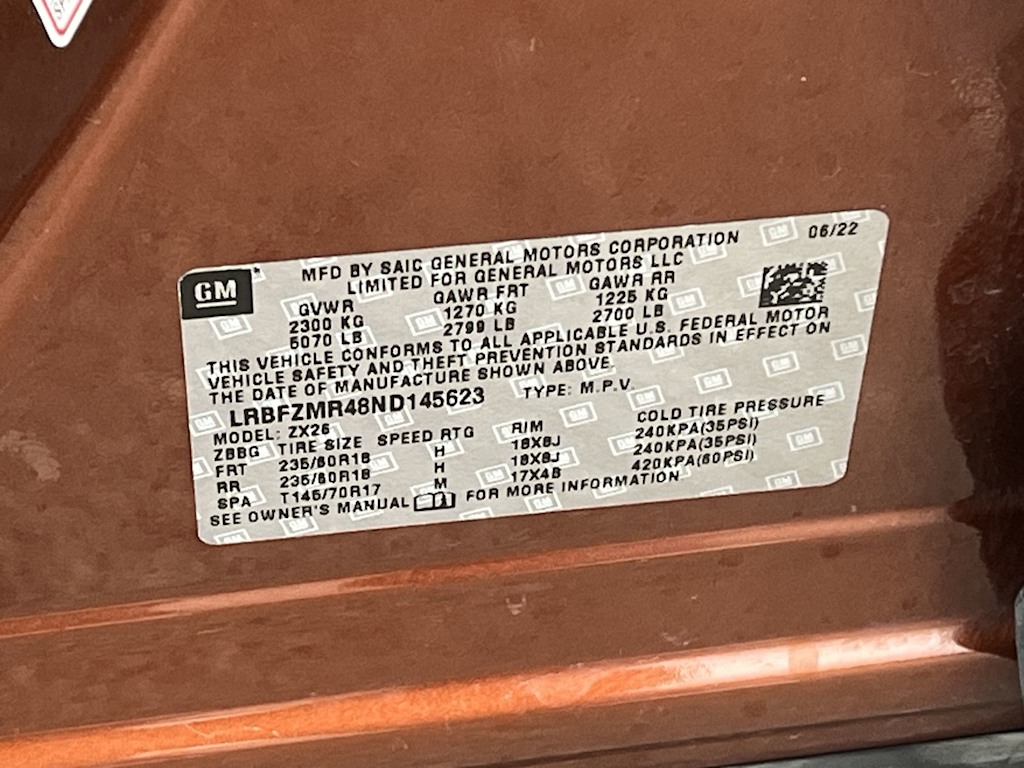 GM
06/22
MFD BY SAIC GENERAL MOTORS CORPORATION
LIMITED FOR GENERAL MOTORS LLC
GVWR GAWR FRT GAWR RR
2300 KG 1270 KG 1225 KG
5070 LB 2799 LB 2700 LB
THIS VEHICLE CONFORMS TO ALL APPLICABLE U.S. FEDERAL MOTOR
VEHICLE SAFETY AND THEFT PREVENTION STANDARDS IN EFFECT ON
THE DATE OF MANUFACTURE SHOWN ABOVE.
LRBFZMR48ND145623 TYPE: M.P.V.
MODEL: ZX26
ZBBG TIRE SIZE SPEED RTG RIM COLD TIRE PRESSURE
FRT 235/60R18 H 18X8J 240KPA(35PSI)
RR 235/60R18 H 18X8J 240KPA(35PSI)
SPA T145/70R17 M 17X4B 420KPA(60PSI)
SEE OWNER'S MANUAL FOR MORE INFORMATION